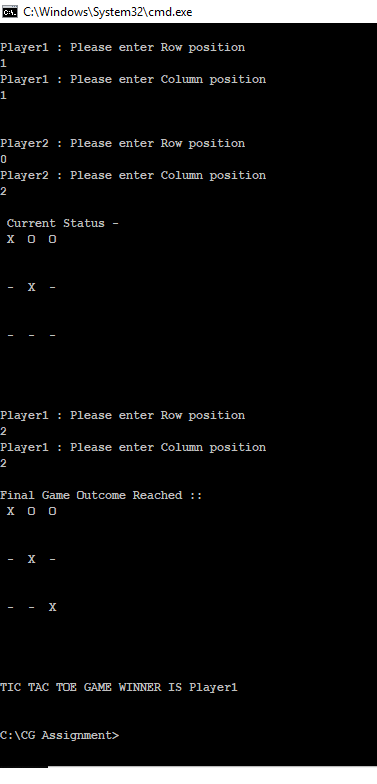 C:\Windows\System32\cmd.exe
Player1 : Please enter Row position
1
Player1 : Please enter Column position
1
Player2 : Please enter Row position
0
Player2 : Please enter Column position
2
Current Status -
X O O
- X -
- - -
Player1 : Please enter Row position
2
Player1 : Please enter Column position
2
Final Game Outcome Reached ::
X O O
- X -
- - X
TIC TAC TOE GAME WINNER IS Player1
C:\CG Assignment>